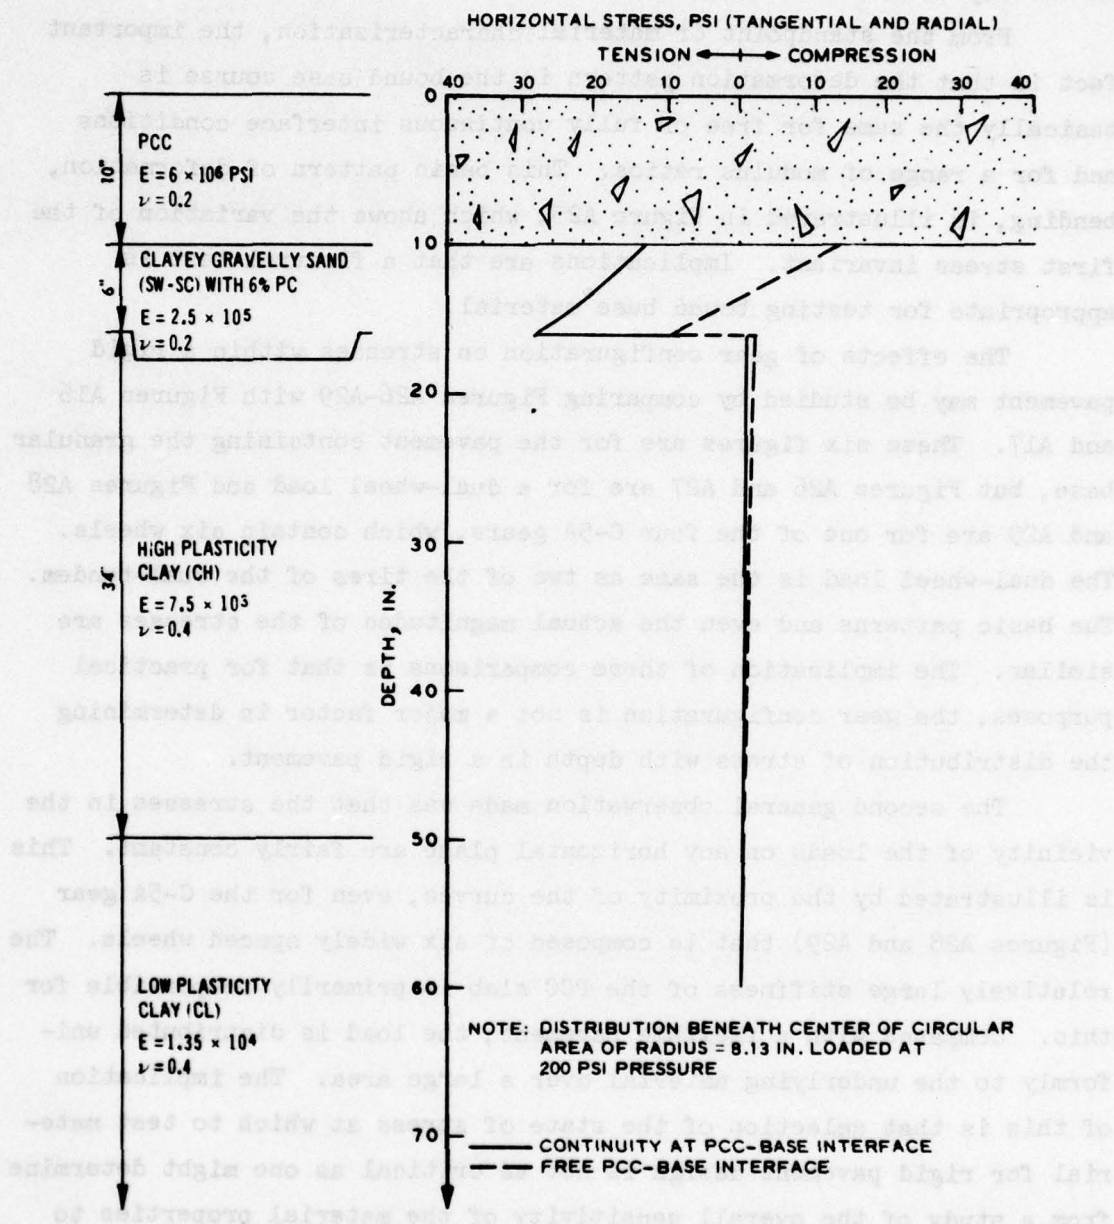 HORIZONTAL STRESS, PSI (TANGENTIAL AND RADIAL)
TENSION COMPRESSION
40 30 20 10 0 10 20 30 40
0
10
20
30
40
50
60
70
DEPTH, IN.
10"
PCC
E = 6 × 10⁶ PSI
ν = 0.2
6"
CLAYEY GRAVELLY SAND
(SW-SC) WITH 6% PC
E = 2.5 × 10⁵
ν = 0.2
34"
HIGH PLASTICITY
CLAY (CH)
E = 7.5 × 10³
ν = 0.4
LOW PLASTICITY
CLAY (CL)
E = 1.35 × 10⁴
ν = 0.4
NOTE: DISTRIBUTION BENEATH CENTER OF CIRCULAR
AREA OF RADIUS = 8.13 IN. LOADED AT
200 PSI PRESSURE
CONTINUITY AT PCC-BASE INTERFACE
FREE PCC-BASE INTERFACE